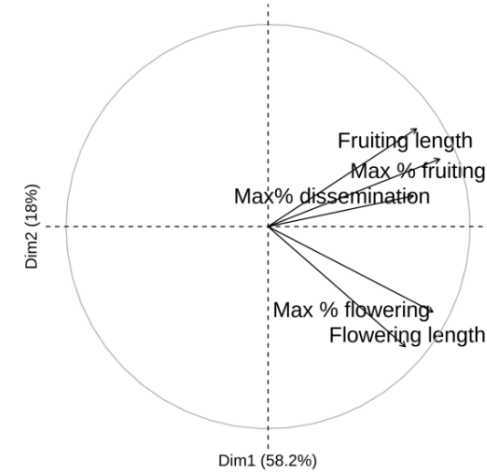 Fruiting length
Max % fruiting
Max% dissemination
Dim2 (18%)
Max % flowering
Flowering length
Dim1 (58.2%)